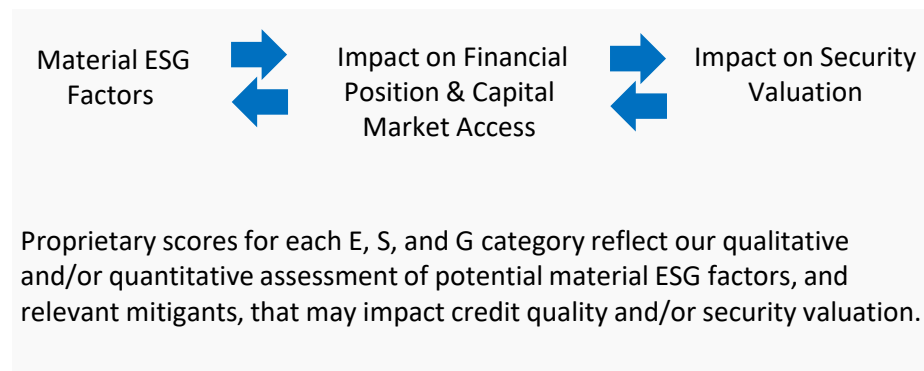 Material ESG
Factors
Impact on Financial
Position & Capital
Market Access
Impact on Security
Valuation
Proprietary scores for each E, S, and G category reflect our qualitative
and/or quantitative assessment of potential material ESG factors, and
relevant mitigants, that may impact credit quality and/or security valuation.